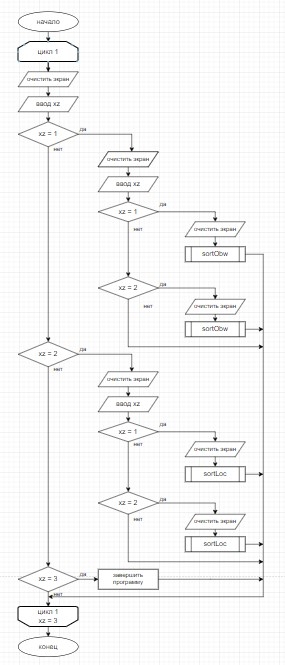 начало
цикл 1
очистить экран
ввод xz
xz = 1
да
нет
очистить экран
ввод xz
xz = 1
да
нет
очистить экран
sortObw
xz = 2
да
нет
очистить экран
sortObw
xz = 2
да
нет
очистить экран
ввод xz
xz = 1
да
нет
очистить экран
sortLoc
xz = 2
да
нет
очистить экран
sortLoc
xz = 3
да
нет
завершить
программу
цикл 1
xz = 3
конец